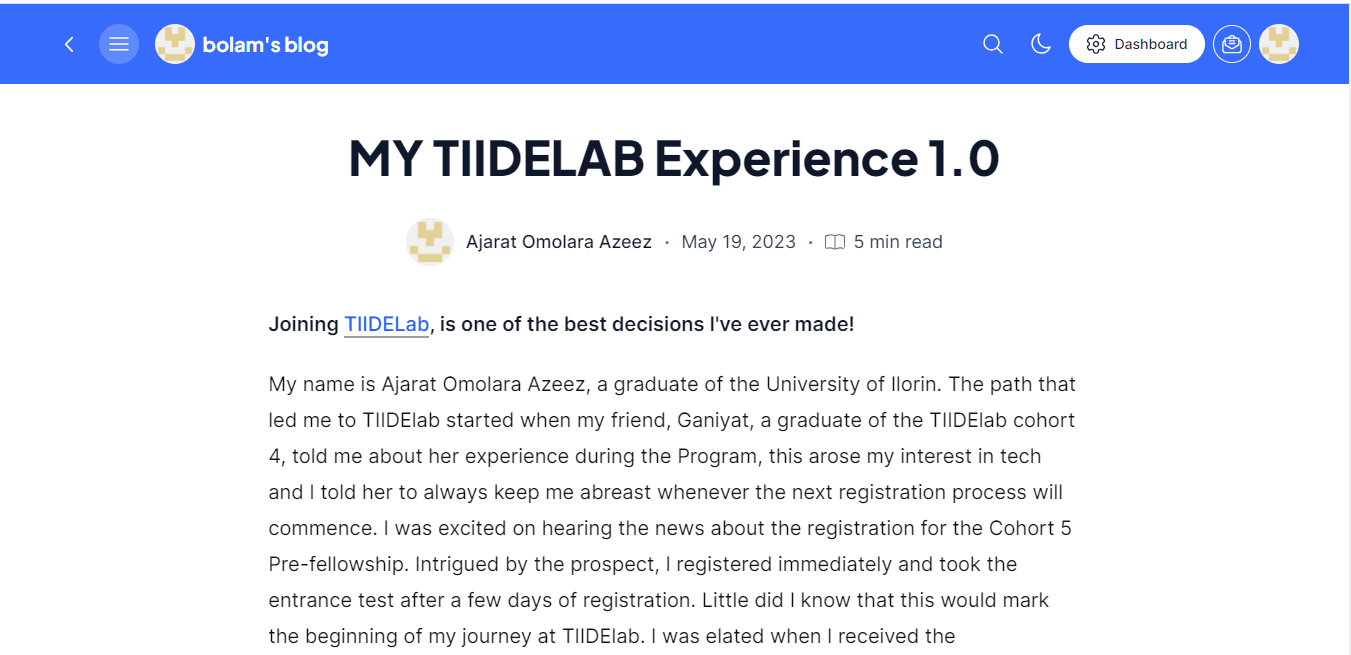 bolam's blog
Dashboard
MY TIIDELAB Experience 1.0
Ajarat Omolara Azeez · May 19, 2023 · 5 min read
Joining TIIDELab, is one of the best decisions I've ever made!
My name is Ajarat Omolara Azeez, a graduate of the University of Ilorin. The path that
led me to TIIDElab started when my friend, Ganiyat, a graduate of the TIIDElab cohort
4, told me about her experience during the Program, this arose my interest in tech
and I told her to always keep me abreast whenever the next registration process will
commence. I was excited on hearing the news about the registration for the Cohort 5
Pre-fellowship. Intrigued by the prospect, I registered immediately and took the
entrance test after a few days of registration. Little did I know that this would mark
the beginning of my journey at TIIDElab. I was elated when I received the